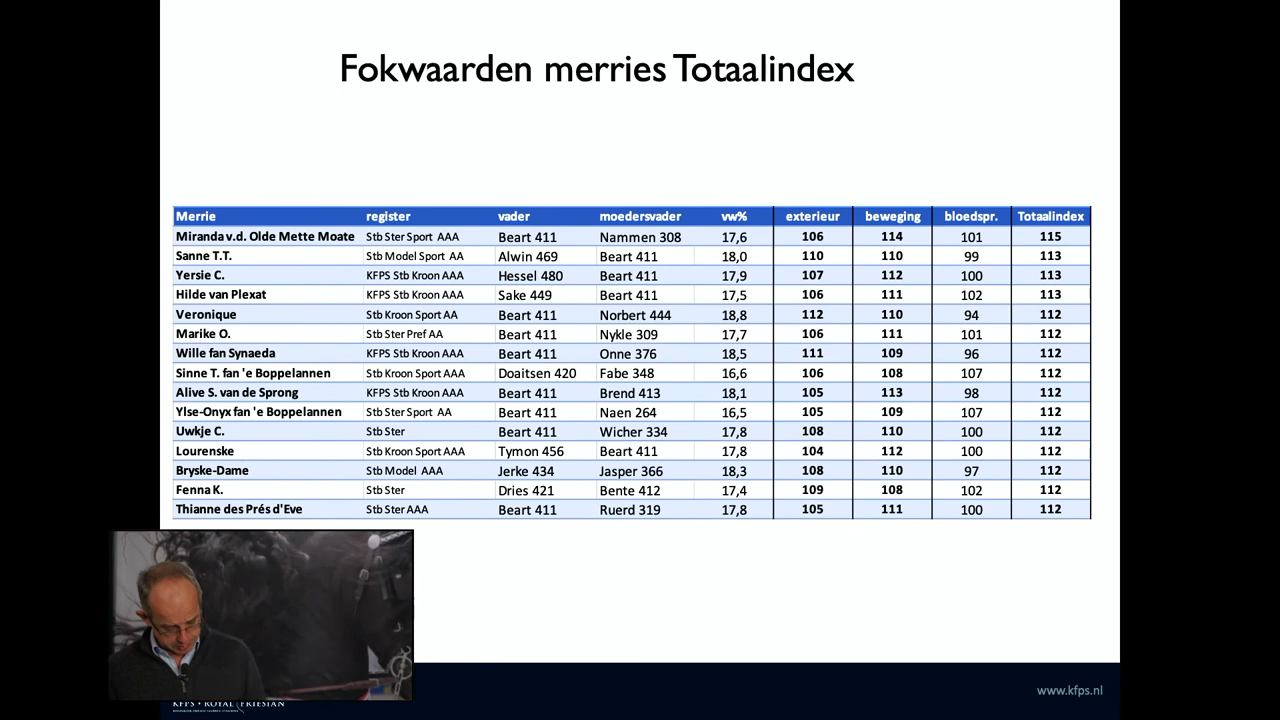 Fokwaarden merries Totaalindex
Merrie register vader moedersvader vw% exterieur beweging bloedspr. Totaalindex
Miranda v.d. Olde Mette Moate Stb Ster Sport AAA Beart 411 Nammen 308 17,6 106 114 101 115
Sanne T.T. Stb Model Sport AA Alwin 469 Beart 411 18,0 110 110 99 113
Yersie C. KFPS Stb Kroon AAA Hessel 480 Beart 411 17,9 107 112 100 113
Hilde van Plexat KFPS Stb Kroon AAA Sake 449 Beart 411 17,5 106 111 102 113
Veronique Stb Kroon Sport AA Beart 411 Norbert 444 18,8 112 110 94 112
Marike O. Stb Ster Pref AA Beart 411 Nykle 309 17,7 106 111 101 112
Wille fan Synaeda KFPS Stb Kroon AAA Beart 411 Onne 376 18,5 111 109 96 112
Sinne T. fan 'e Boppelannen Stb Kroon Sport AAA Doaitsen 420 Fabe 348 16,6 106 108 107 112
Alive S. van de Sprong KFPS Stb Kroon AAA Beart 411 Brend 413 18,1 105 113 98 112
Ylse-Onyx fan 'e Boppelannen Stb Ster Sport AA Beart 411 Naen 264 16,5 105 109 107 112
Uwkje C. Stb Ster Beart 411 Wicher 334 17,8 108 110 100 112
Lourenske Stb Kroon Sport AAA Tymon 456 Beart 411 17,8 104 112 100 112
Bryske-Dame Stb Model AAA Jerke 434 Jasper 366 18,3 108 110 97 112
Fenna K. Stb Ster Dries 421 Bente 412 17,4 109 108 102 112
Thianne des Prés d'Eve Stb Ster AAA Beart 411 Ruerd 319 17,8 105 111 100 112
www.kfps.nl
KFPS • ROYAL FRIESIAN